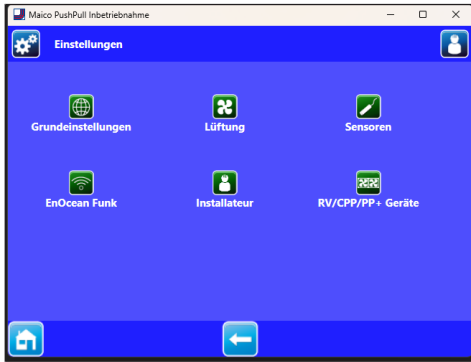 Maico PushPull Inbetriebnahme
Einstellungen
Grundeinstellungen
Lüftung
Sensoren
EnOcean Funk
Installateur
RV/CPP/PP+ Geräte